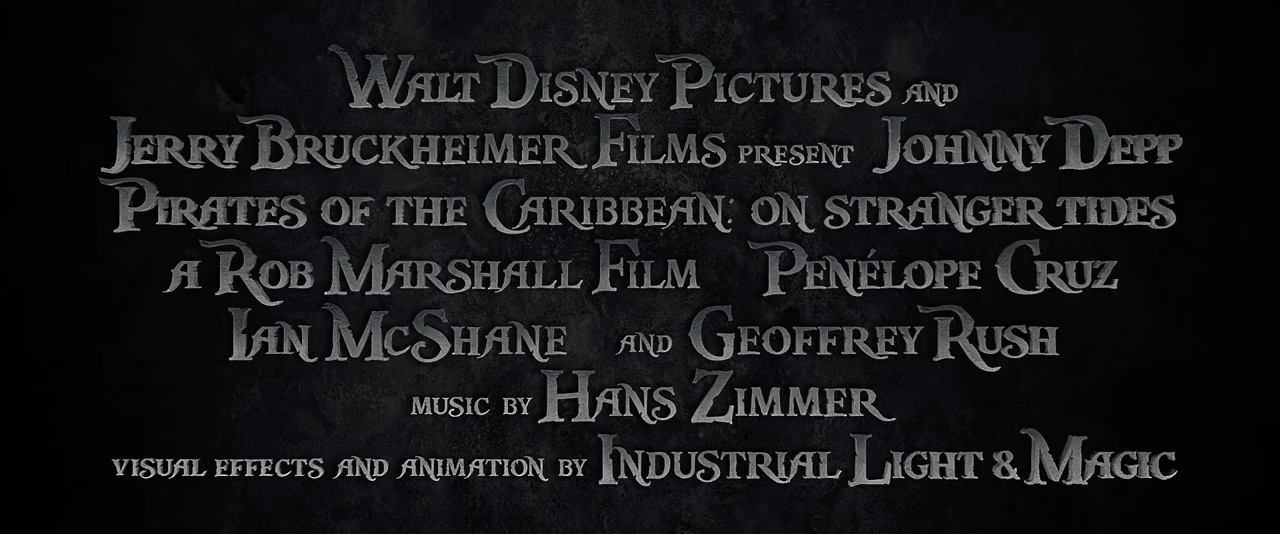 WALT DISNEY PICTURES AND
JERRY BRUCKHEIMER FILMS PRESENT JOHNNY DEPP
PIRATES OF THE CARIBBEAN: ON STRANGER TIDES
A ROB MARSHALL FILM PENÉLOPE CRUZ
IAN MCSHANE AND GEOFFREY RUSH
MUSIC BY HANS ZIMMER
VISUAL EFFECTS AND ANIMATION BY INDUSTRIAL LIGHT & MAGIC